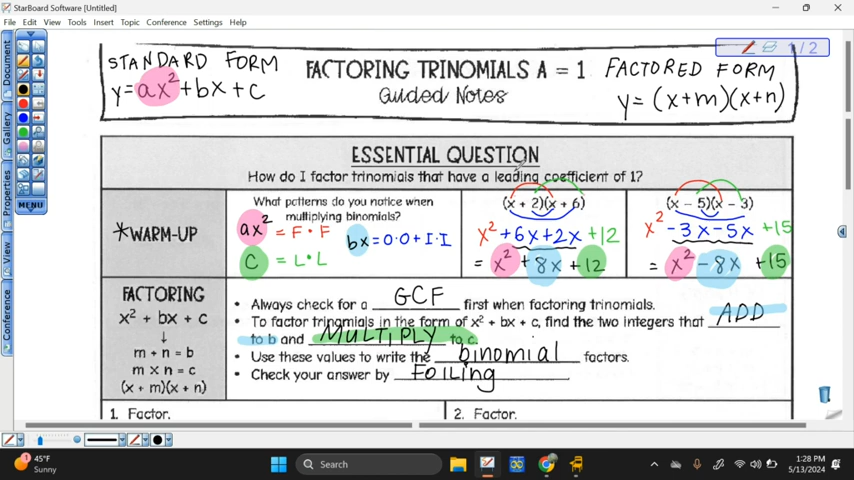 StarBoard Software [Untitled]
File Edit View Tools Insert Topic Conference Settings Help
1/2
STANDARD FORM
y=ax²+bx+c
FACTORING TRINOMIALS A = 1
Guided Notes
FACTORED FORM
y=(x+m)(x+n)
ESSENTIAL QUESTION
How do I factor trinomials that have a leading coefficient of 1?
*WARM-UP
What patterns do you notice when
multiplying binomials?
ax² = F·F
bx=O·O+I·I
C = L·L
(x + 2)(x + 6)
x² +6x+2x +12
= x² +8x +12
(x − 5)(x − 3)
x² -3x-5x +15
= x² -8x +15
FACTORING
x² + bx + c
↓
m + n = b
m × n = c
(x + m)(x + n)
• Always check for a GCF first when factoring trinomials.
• To factor trinomials in the form of x² + bx + c, find the two integers that ADD
to b and MULTIPLY to c.
• Use these values to write the binomial factors.
• Check your answer by FOILing
1. Factor.
2. Factor.
Document
Gallery
Properties
View
Conference
MENU
45°F
Sunny
Search
1:28 PM
5/13/2024